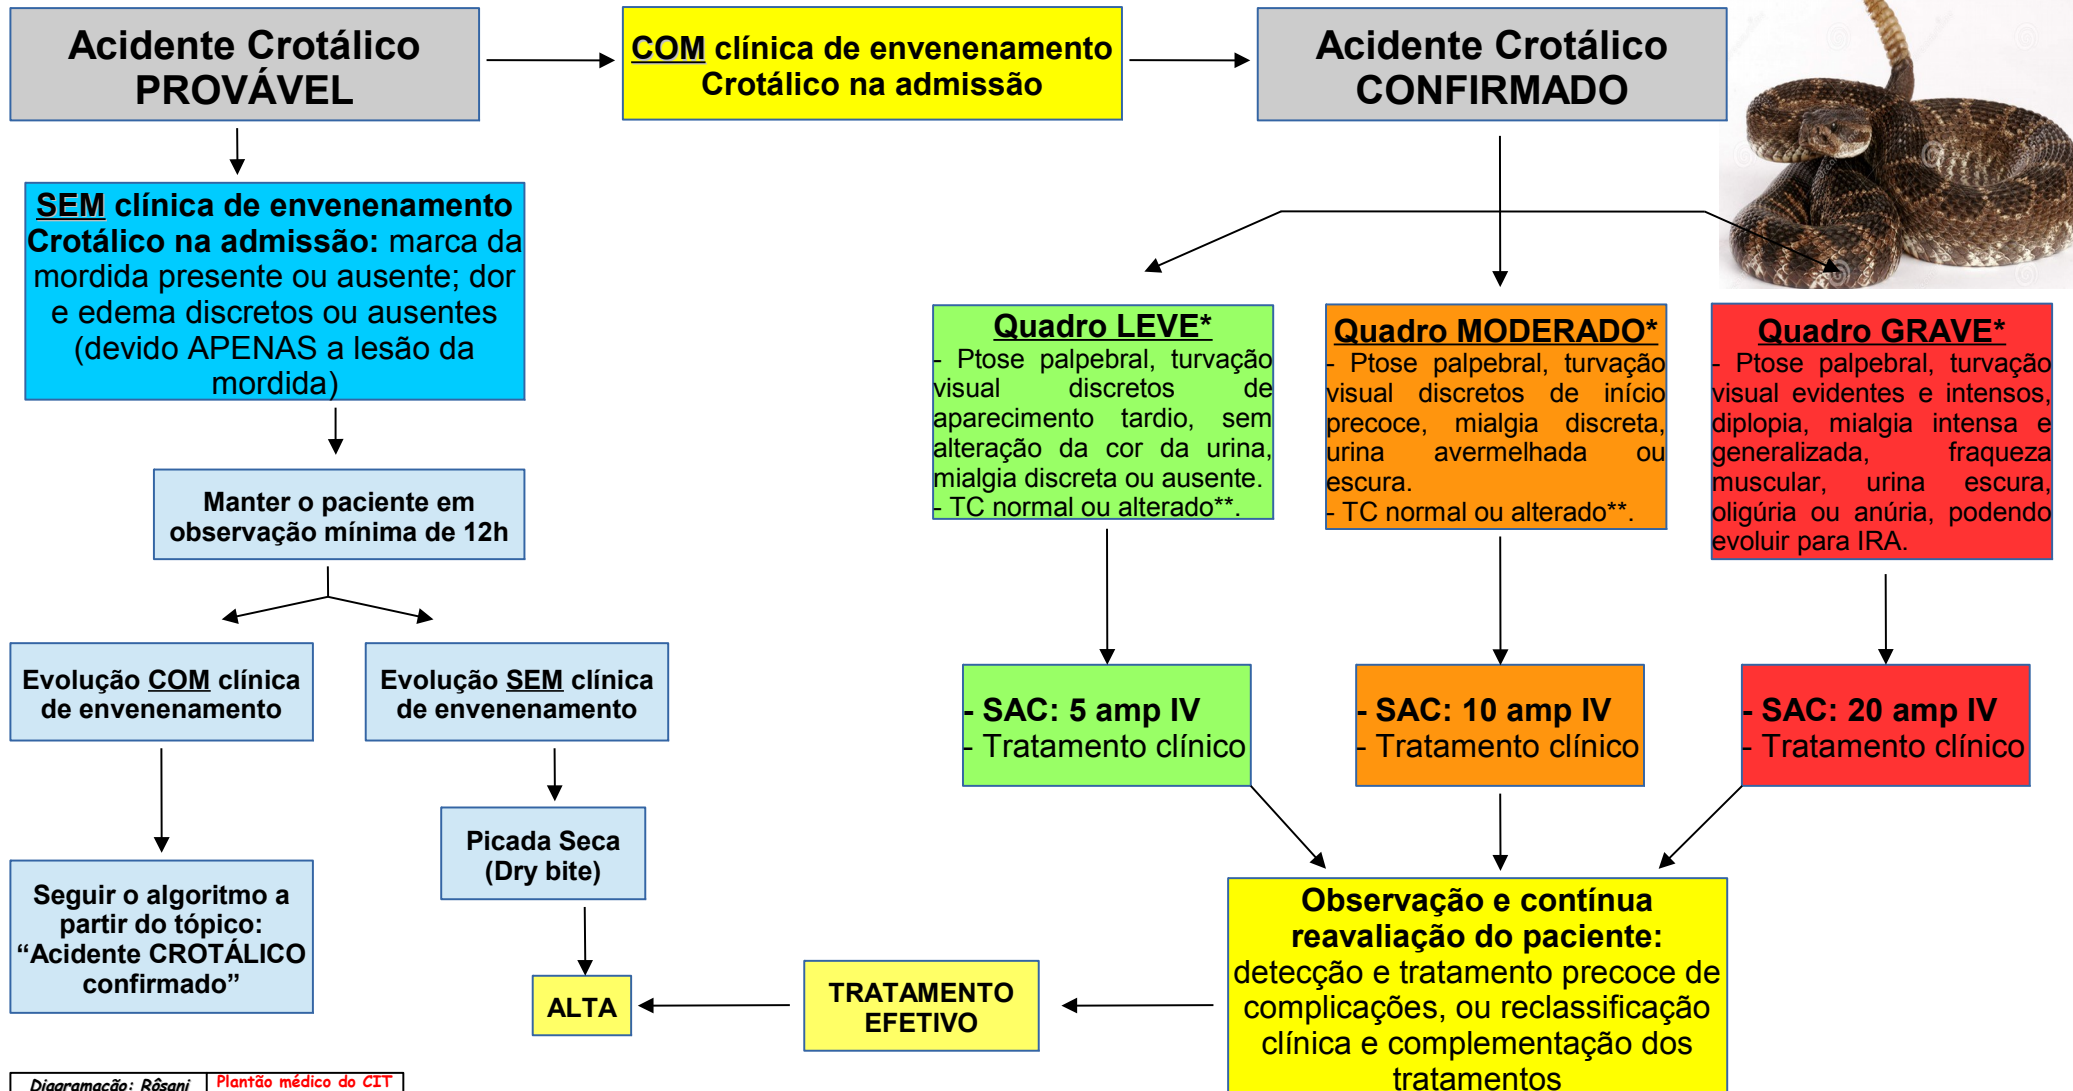 Acidente Crotálico
PROVÁVEL
COM clínica de envenenamento
Crotálico na admissão
Acidente Crotálico
CONFIRMADO
SEM clínica de envenenamento
Crotálico na admissão: marca da
mordida presente ou ausente; dor
e edema discretos ou ausentes
(devido APENAS a lesão da
mordida)
Manter o paciente em
observação mínima de 12h
Evolução COM clínica
de envenenamento
Evolução SEM clínica
de envenenamento
Seguir o algoritmo a
partir do tópico:
“Acidente CROTÁLICO
confirmado”
Picada Seca
(Dry bite)
ALTA
Quadro LEVE*
- Ptose palpebral, turvação
visual discretos de
aparecimento tardio, sem
alteração da cor da urina,
mialgia discreta ou ausente.
- TC normal ou alterado**.
Quadro MODERADO*
- Ptose palpebral, turvação
visual discretos de início
precoce, mialgia discreta,
urina avermelhada ou
escura.
- TC normal ou alterado**.
Quadro GRAVE*
- Ptose palpebral, turvação
visual evidentes e intensos,
diplopia, mialgia intensa e
generalizada, fraqueza
muscular, urina escura,
oligúria ou anúria, podendo
evoluir para IRA.
- SAC: 5 amp IV
- Tratamento clínico
- SAC: 10 amp IV
- Tratamento clínico
- SAC: 20 amp IV
- Tratamento clínico
Observação e contínua
reavaliação do paciente:
detecção e tratamento precoce de
complicações, ou reclassificação
clínica e complementação dos
tratamentos
TRATAMENTO
EFETIVO
Diagramação: Rôsani
Plantão médico do CIT